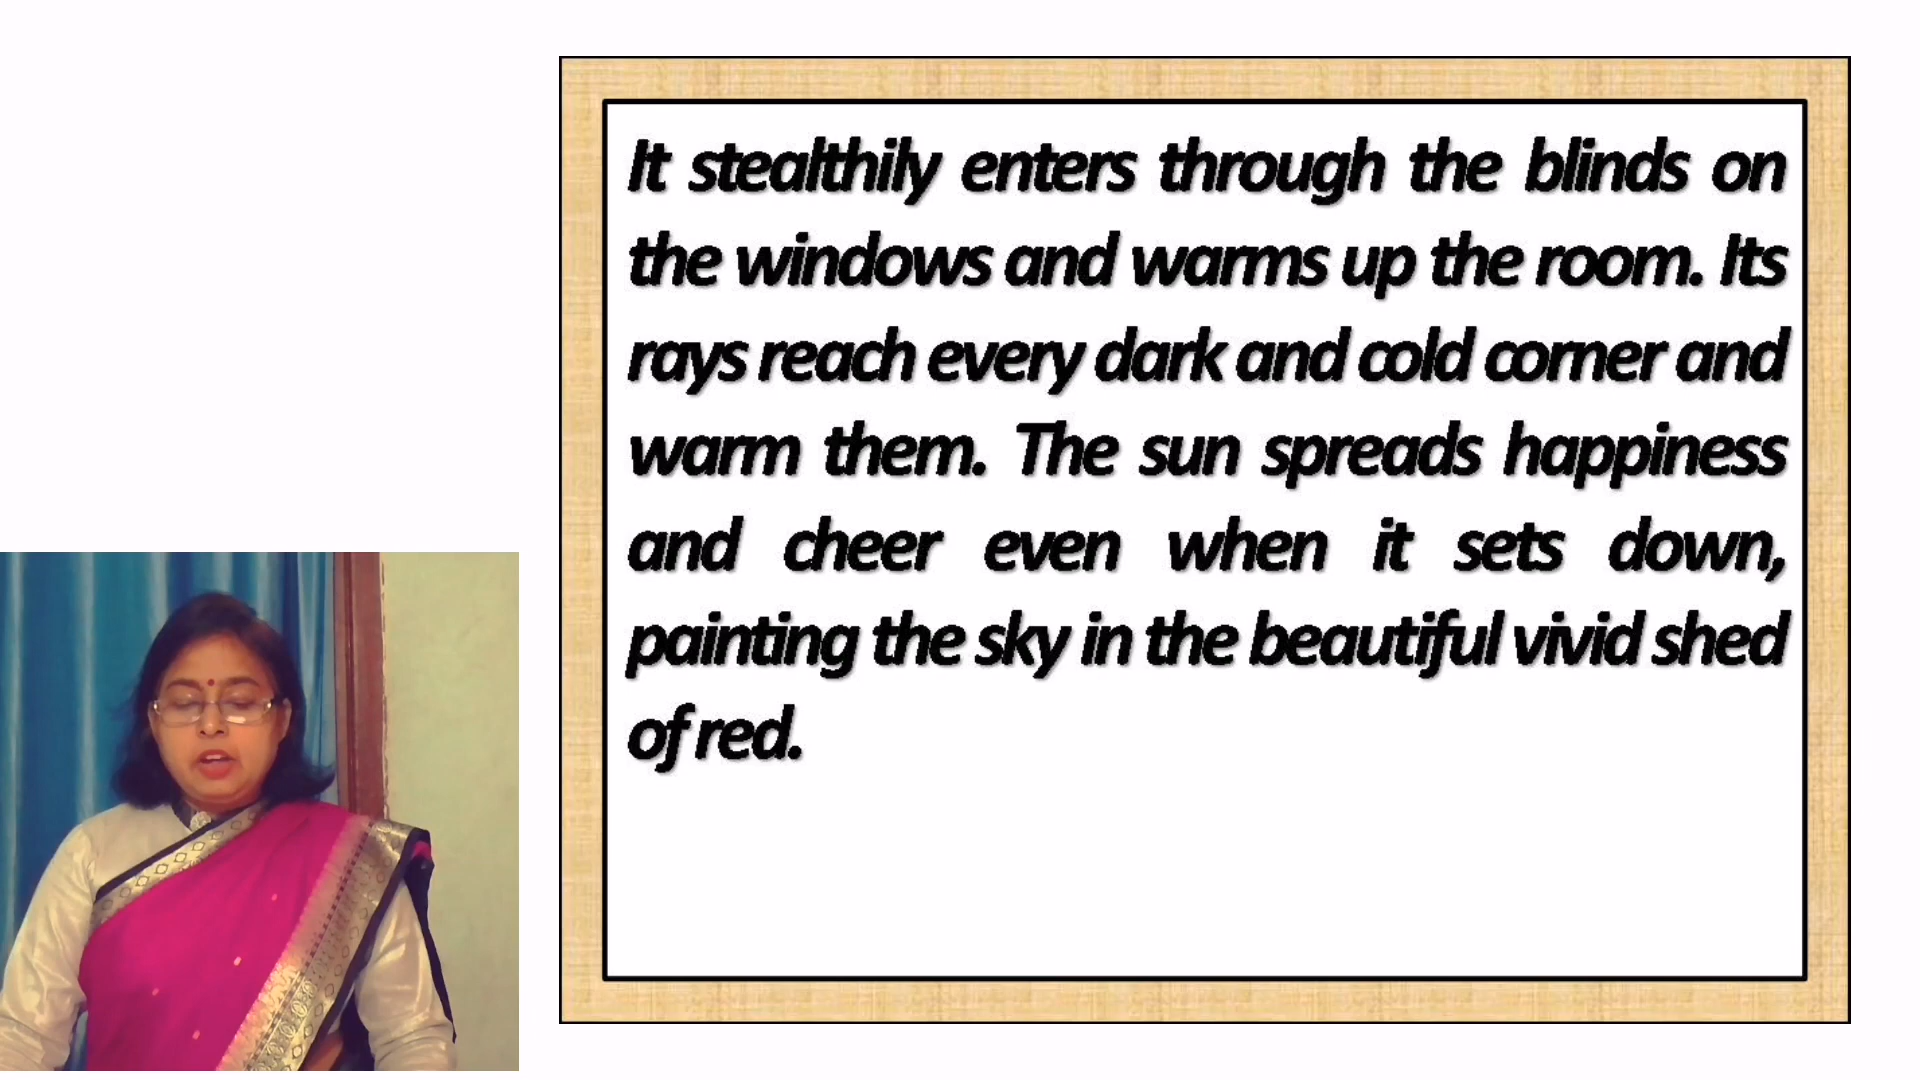 It stealthily enters through the blinds on
the windows and warms up the room. Its
rays reach every dark and cold corner and
warm them. The sun spreads happiness
and cheer even when it sets down,
painting the sky in the beautiful vivid shed
of red.